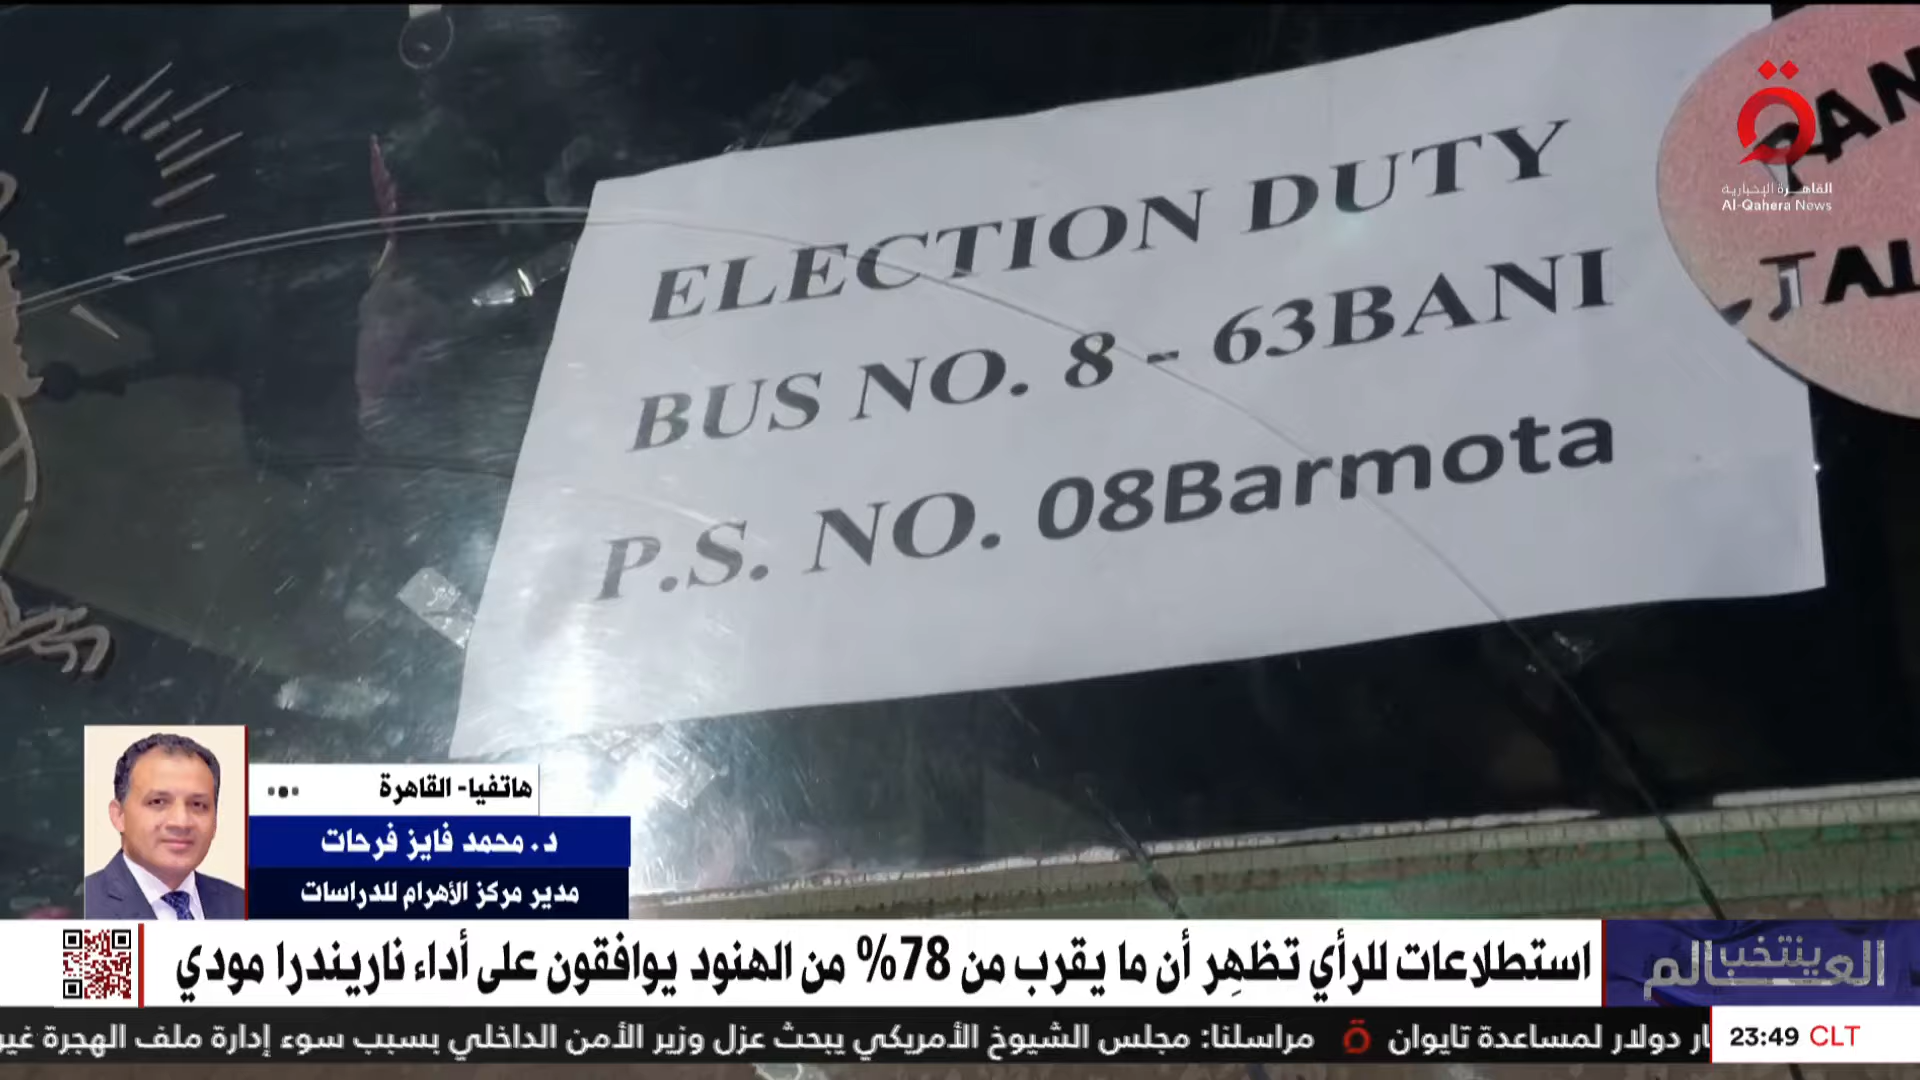 ELECTION DUTY
BUS NO. 8 - 63BANI
P.S. NO. 08Barmota
القاهرة الإخبارية
Al-Qahera News
هاتفيا- القاهرة
د. محمد فايز فرحات
مدير مركز الأهرام للدراسات
استطلاعات للرأي تظهِر أن ما يقرب من 78% من الهنود يوافقون على أداء ناريندرا مودي
العالم ينتخب
دولار لمساعدة تايوان
مراسلنا: مجلس الشيوخ الأمريكي يبحث عزل وزير الأمن الداخلي بسبب سوء إدارة ملف الهجرة
23:49 CLT